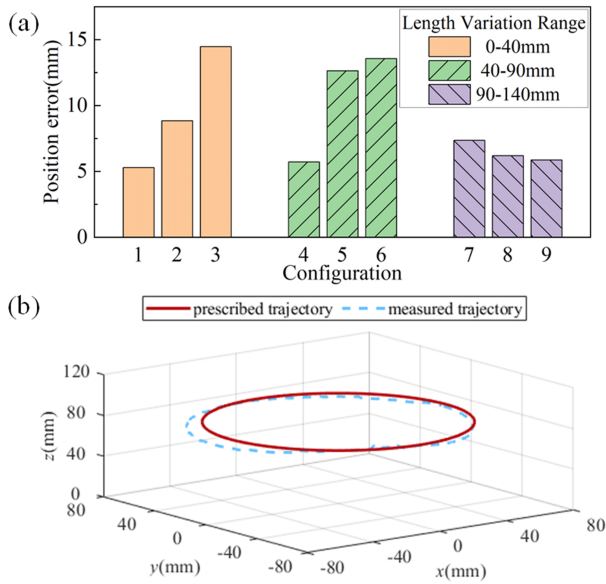 (a)
Position error(mm)
15
10
5
0
Length Variation Range
0-40mm
40-90mm
90-140mm
1 2 3 4 5 6 7 8 9
Configuration
(b)
prescribed trajectory measured trajectory
120
80
40
0
z(mm)
80 40 0 -40 -80
y(mm)
-80 -40 0 40 80
x(mm)